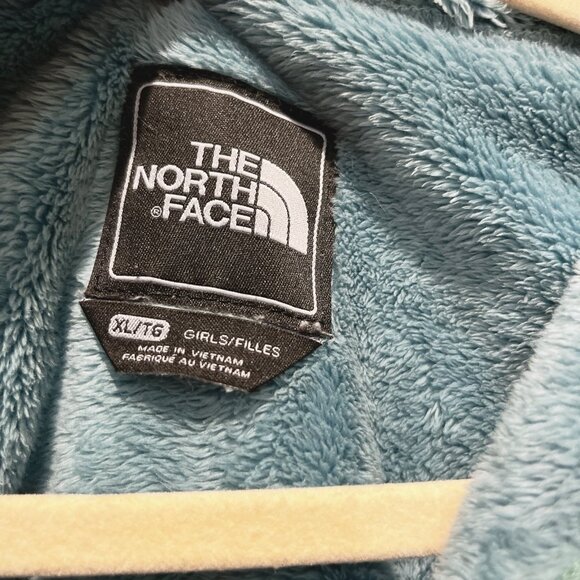 THE
NORTH
®FACE
XL/TG GIRLS/FILLES
MADE IN VIETNAM
FABRIQUÉ AU VIETNAM